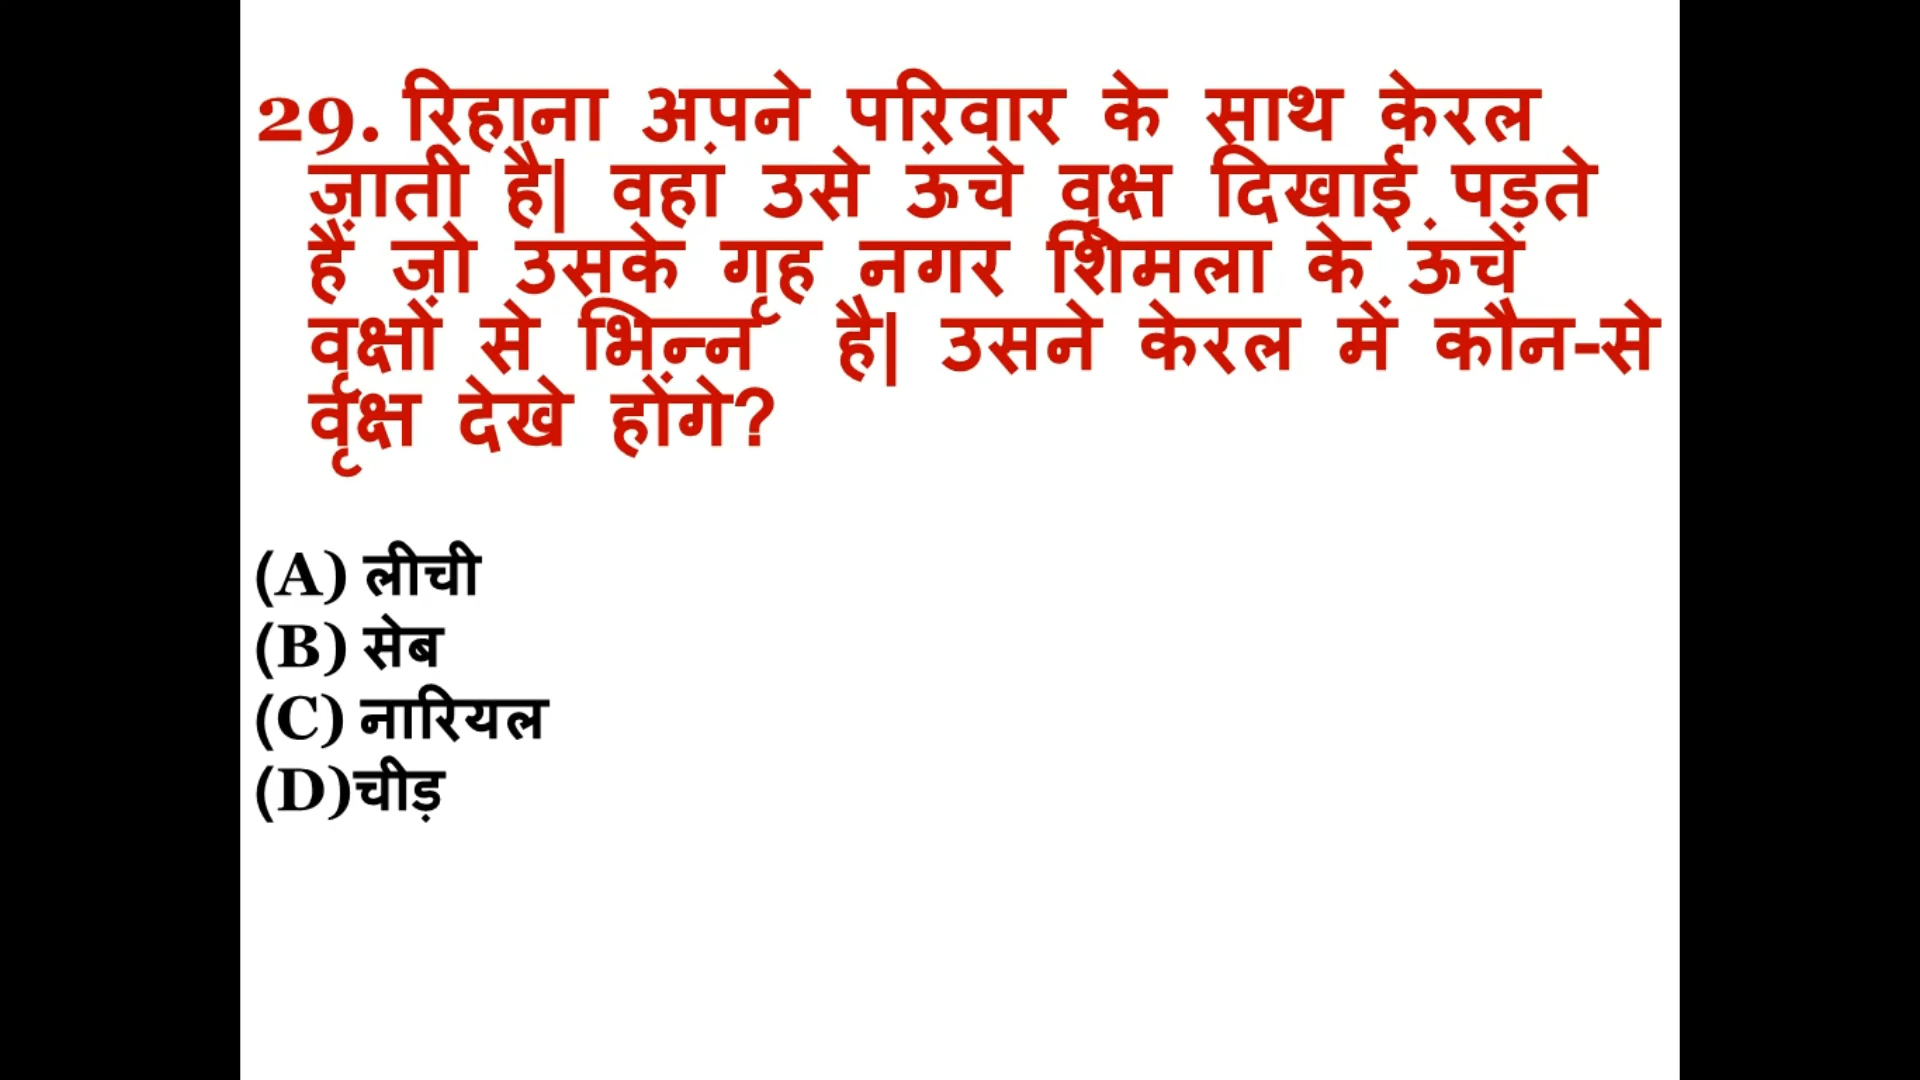 29. रिहाना अपने परिवार के साथ केरल
जाती है| वहां उसे ऊंचे वृक्ष दिखाई पड़ते
हैं जो उसके गृह नगर शिमला के ऊंचें
वृक्षों से भिन्न है| उसने केरल में कौन-से
वृक्ष देखे होंगे?
(A) लीची
(B) सेब
(C) नारियल
(D)चीड़